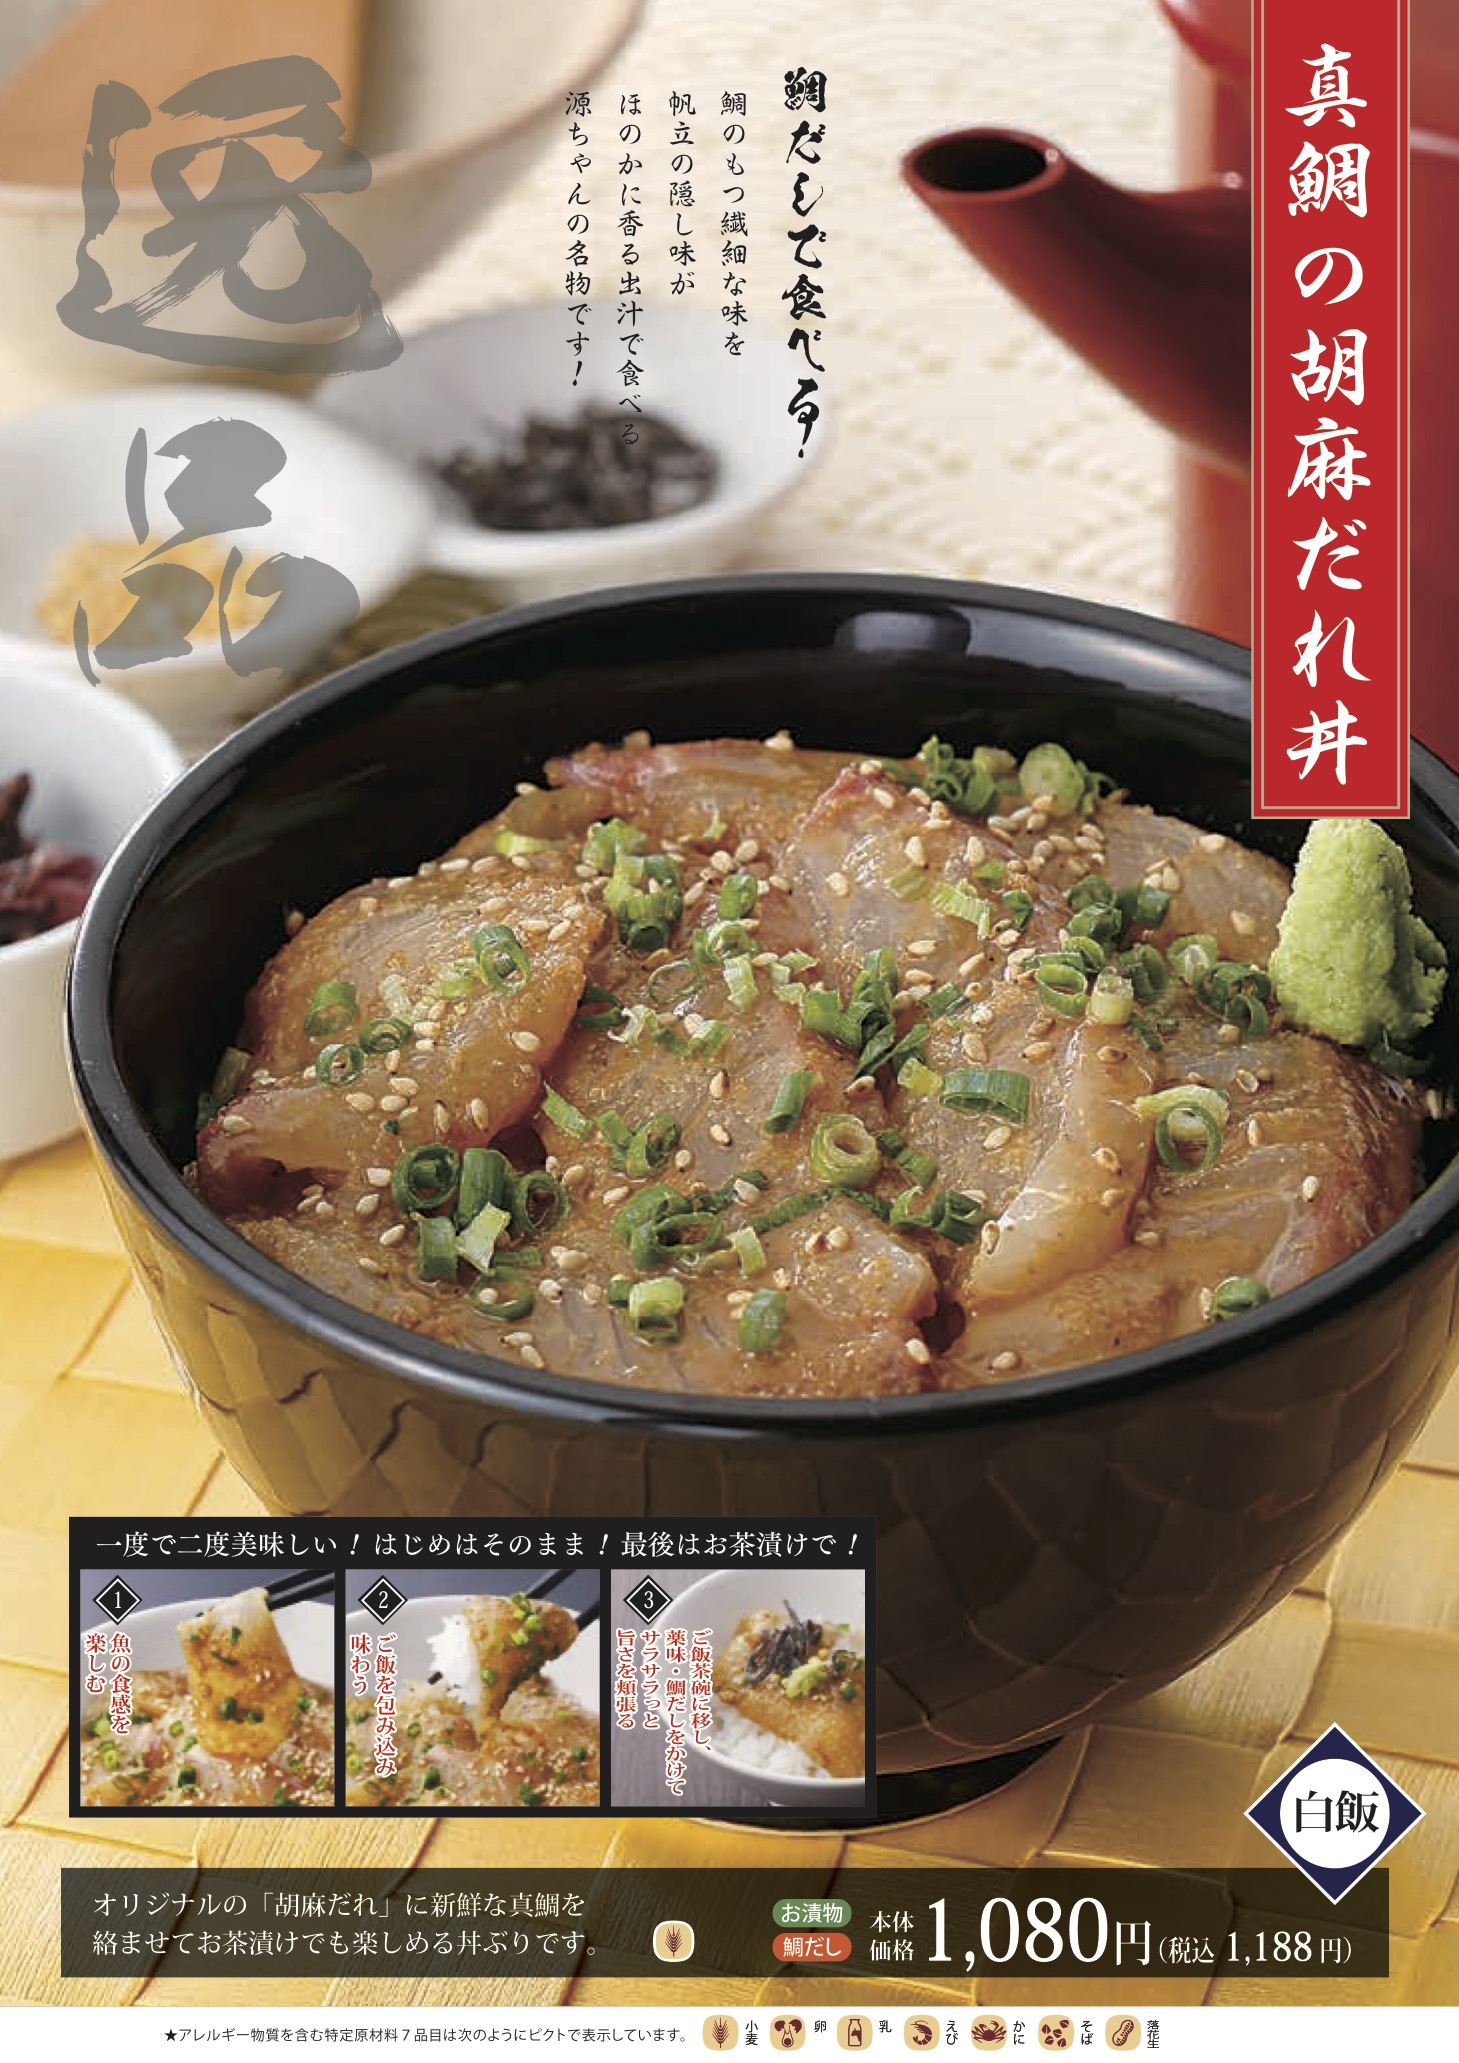 真鯛の胡麻だれ丼
鯛だしで食べる！
鯛のもつ繊細な味を
帆立の隠し味が
ほのかに香る出汁で食べる
源ちゃんの名物です！
逸品
一度で二度美味しい！はじめはそのまま！最後はお茶漬けで！
1
魚の食感を
楽しむ
2
ご飯を包み込み
味わう
3
ご飯茶碗に移し、
薬味・鯛だしをかけて
サラサラっと
旨さを頬張る
白飯
オリジナルの「胡麻だれ」に新鮮な真鯛を
絡ませてお茶漬けでも楽しめる丼ぶりです。
お漬物
鯛だし
本体価格 1,080円（税込 1,188円）
★アレルギー物質を含む特定原材料7品目は次のようにピクトで表示しています。 小麦 卵 乳 えび かに そば 落花生